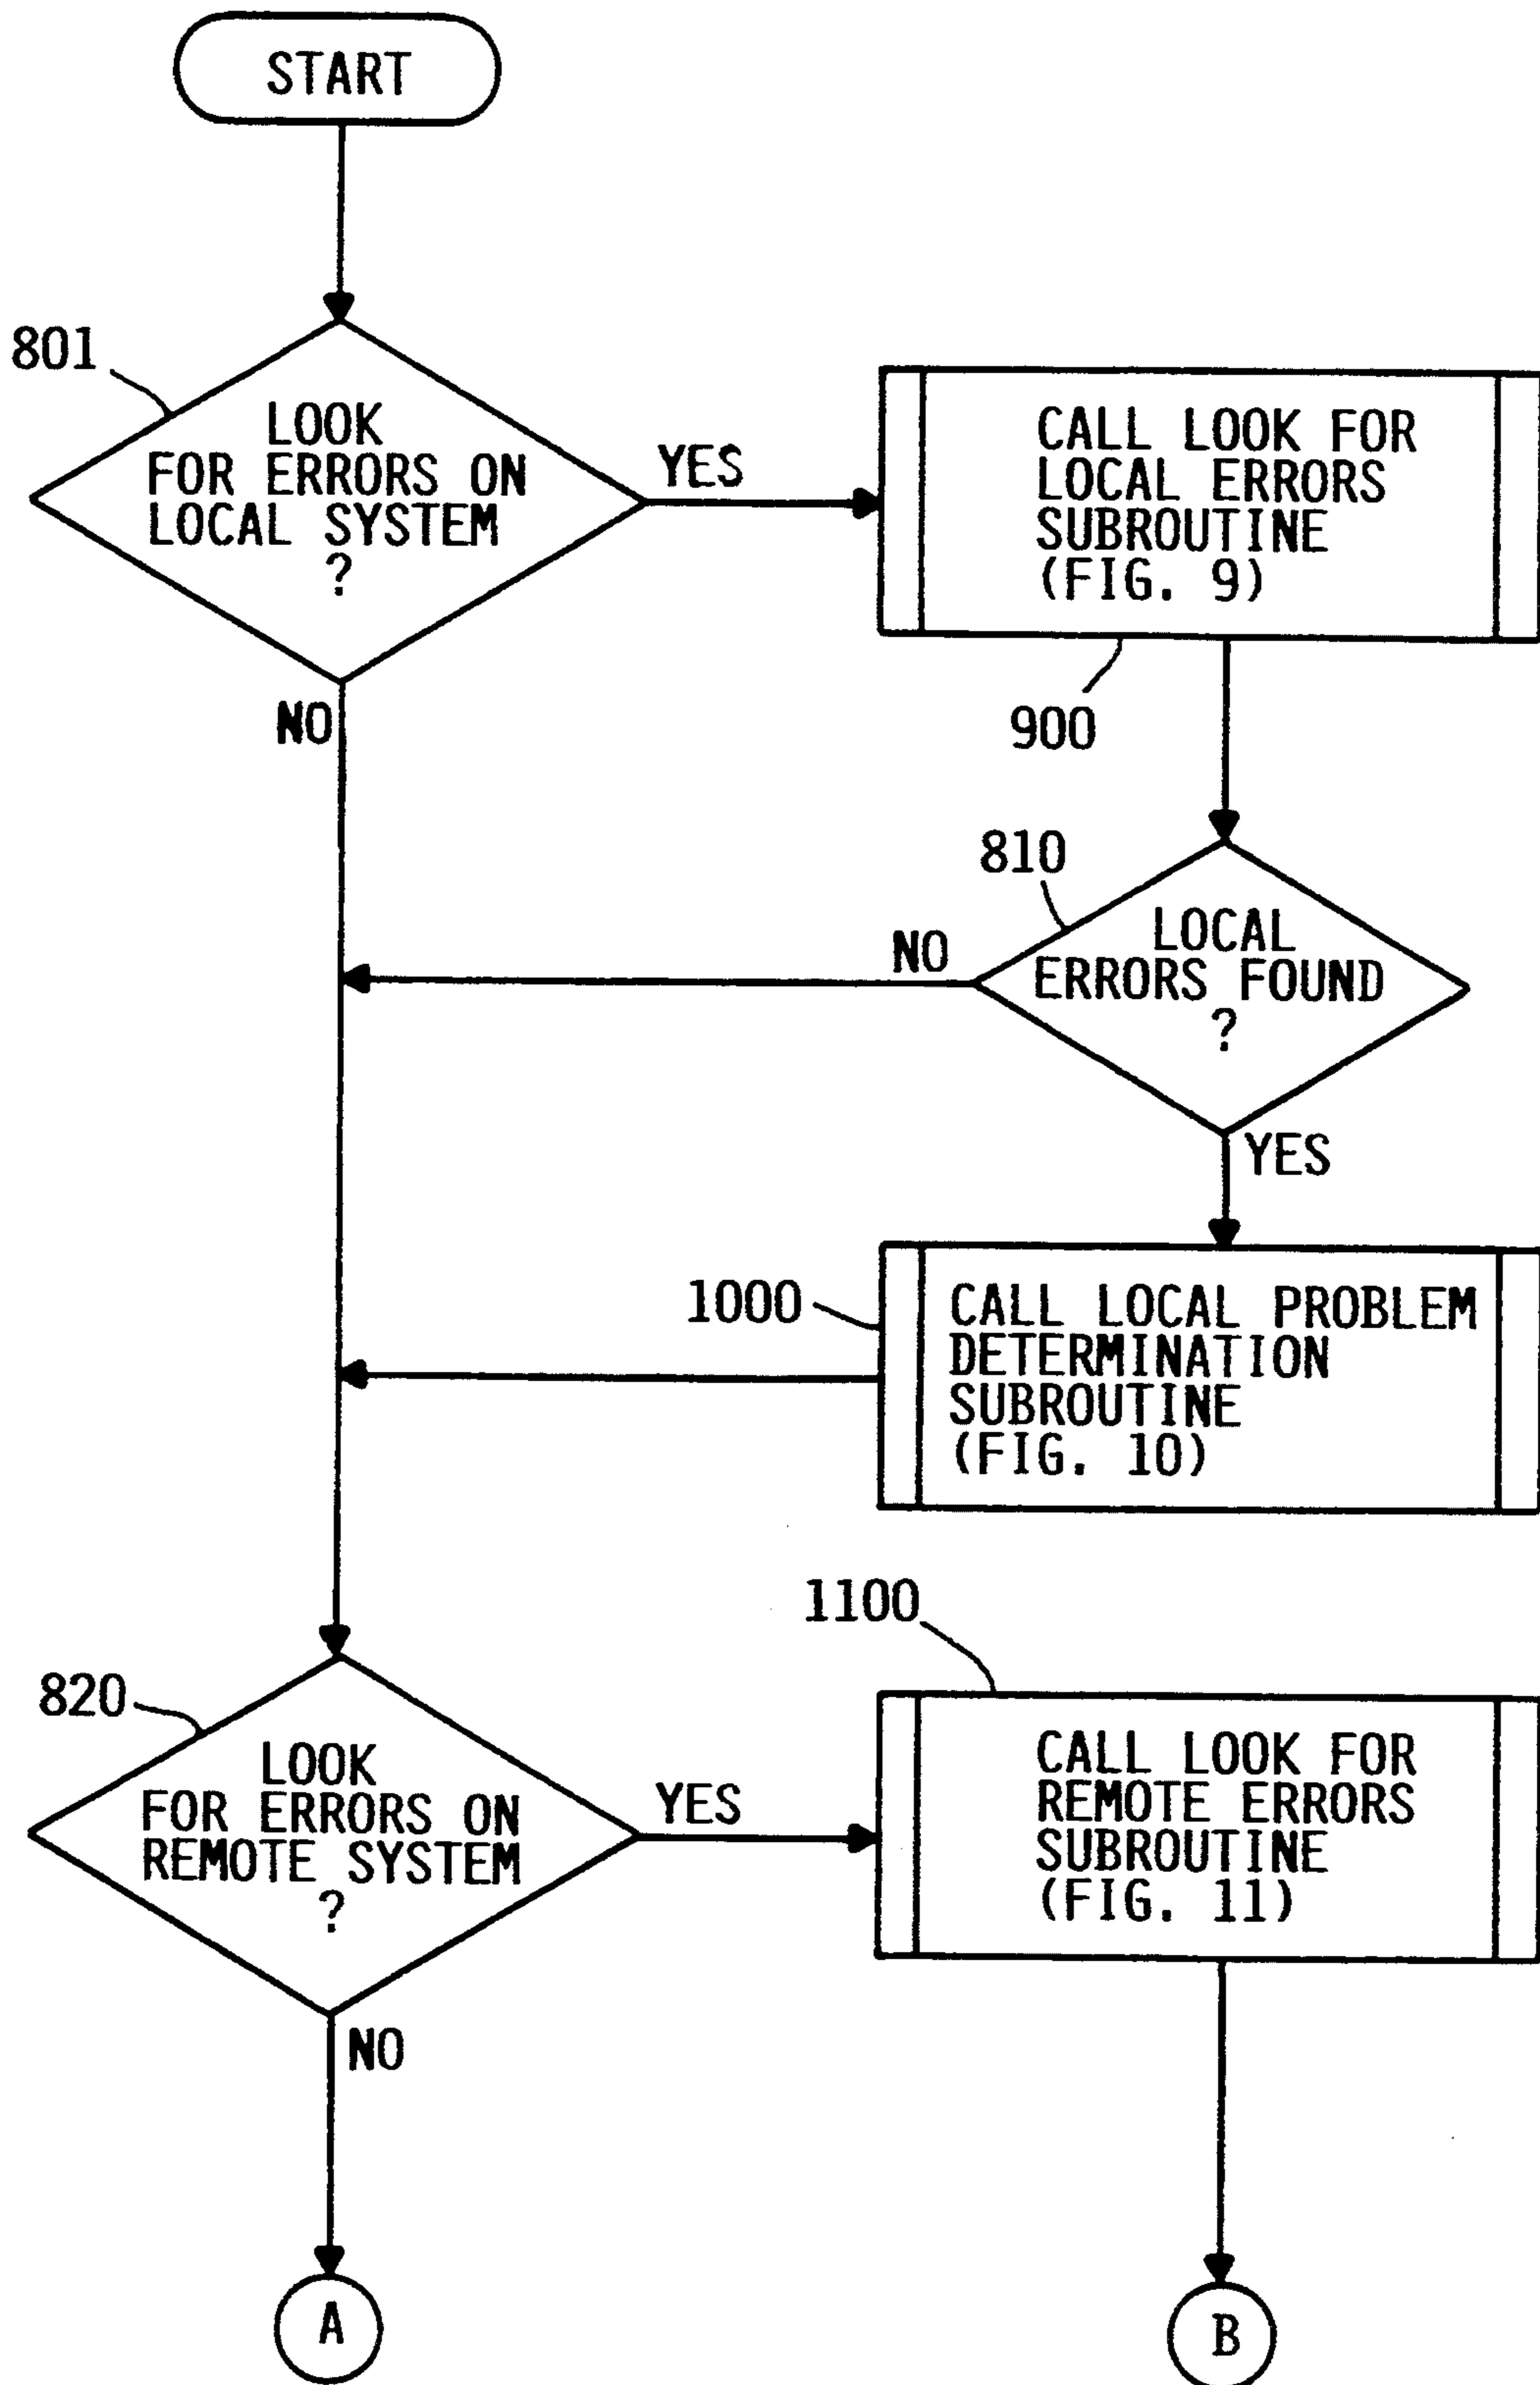 START
801
LOOK
FOR ERRORS ON
LOCAL SYSTEM
?
YES
NO
CALL LOOK FOR
LOCAL ERRORS
SUBROUTINE
(FIG. 9)
900
810
LOCAL
ERRORS FOUND
?
NO
YES
1000
CALL LOCAL PROBLEM
DETERMINATION
SUBROUTINE
(FIG. 10)
820
LOOK
FOR ERRORS ON
REMOTE SYSTEM
?
YES
NO
1100
CALL LOOK FOR
REMOTE ERRORS
SUBROUTINE
(FIG. 11)
A
B